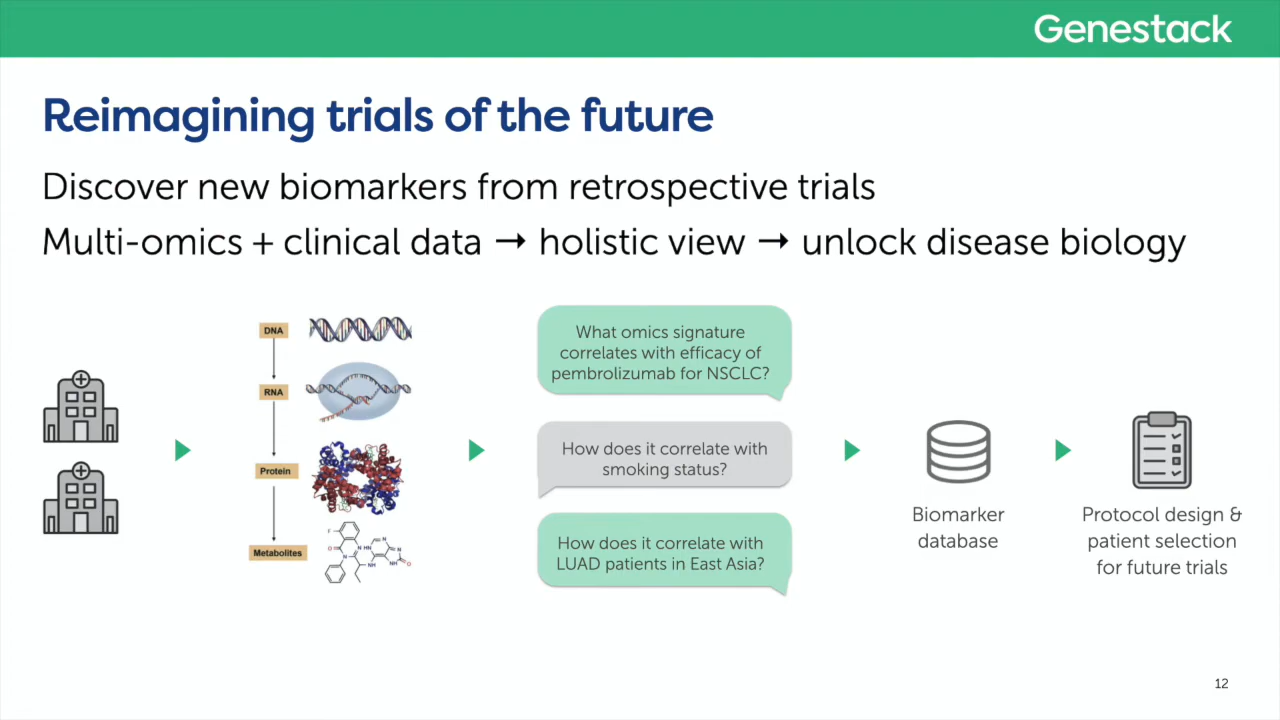 Genestack
Reimagining trials of the future
Discover new biomarkers from retrospective trials
Multi-omics + clinical data → holistic view → unlock disease biology
DNA
RNA
Protein
Metabolites
What omics signature
correlates with efficacy of
pembrolizumab for NSCLC?
How does it correlate with
smoking status?
How does it correlate with
LUAD patients in East Asia?
Biomarker
database
Protocol design &
patient selection
for future trials
12